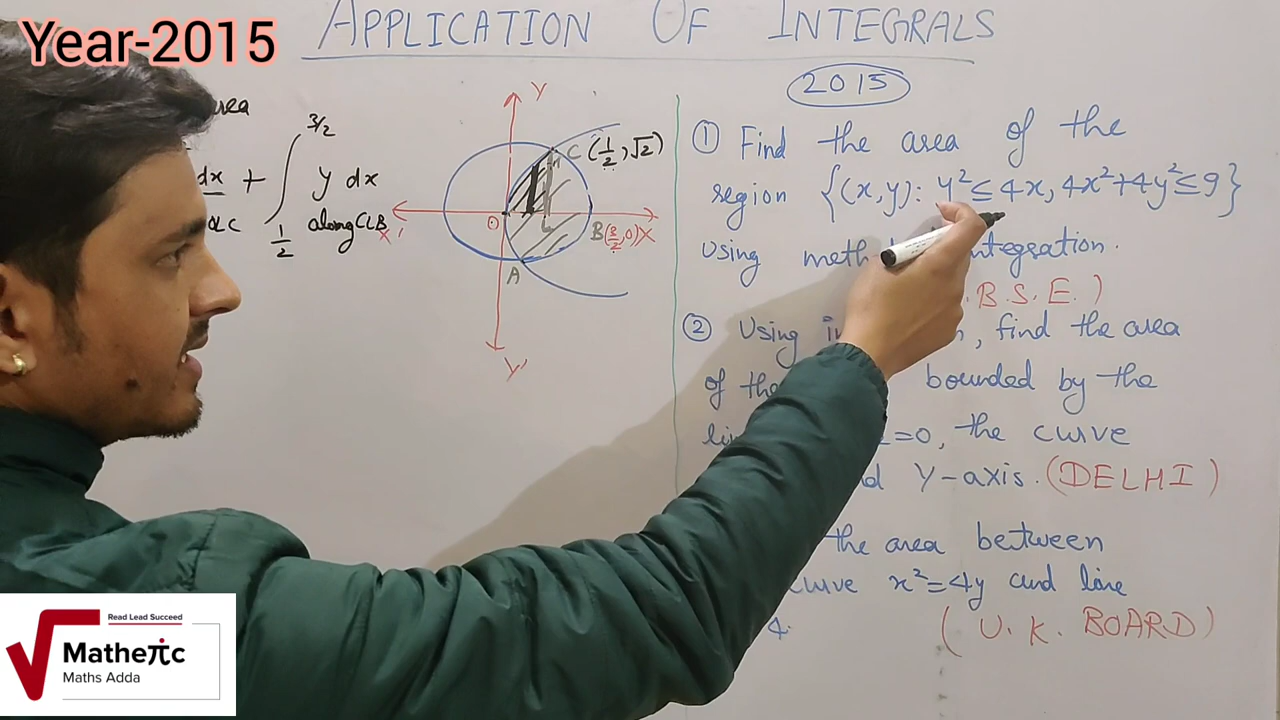 Year-2015
APPLICATION OF INTEGRALS
2015
dx + ∫ y dx
3/2
1/2
along CLB
Y
C (1/2, √2)
X'
O
L
B(3/2, 0) X
A
Y'
① Find the area of the
region {(x,y): y²≤4x, 4x²+4y²≤9}
using integration.
B.S.E.)
② Using find the area
of the bounded by the
=0, the curve
Y-axis. (DELHI)
the area between
curve x²=4y and line
4.
(U.K. BOARD)
Read Lead Succeed
Matheπc
Maths Adda